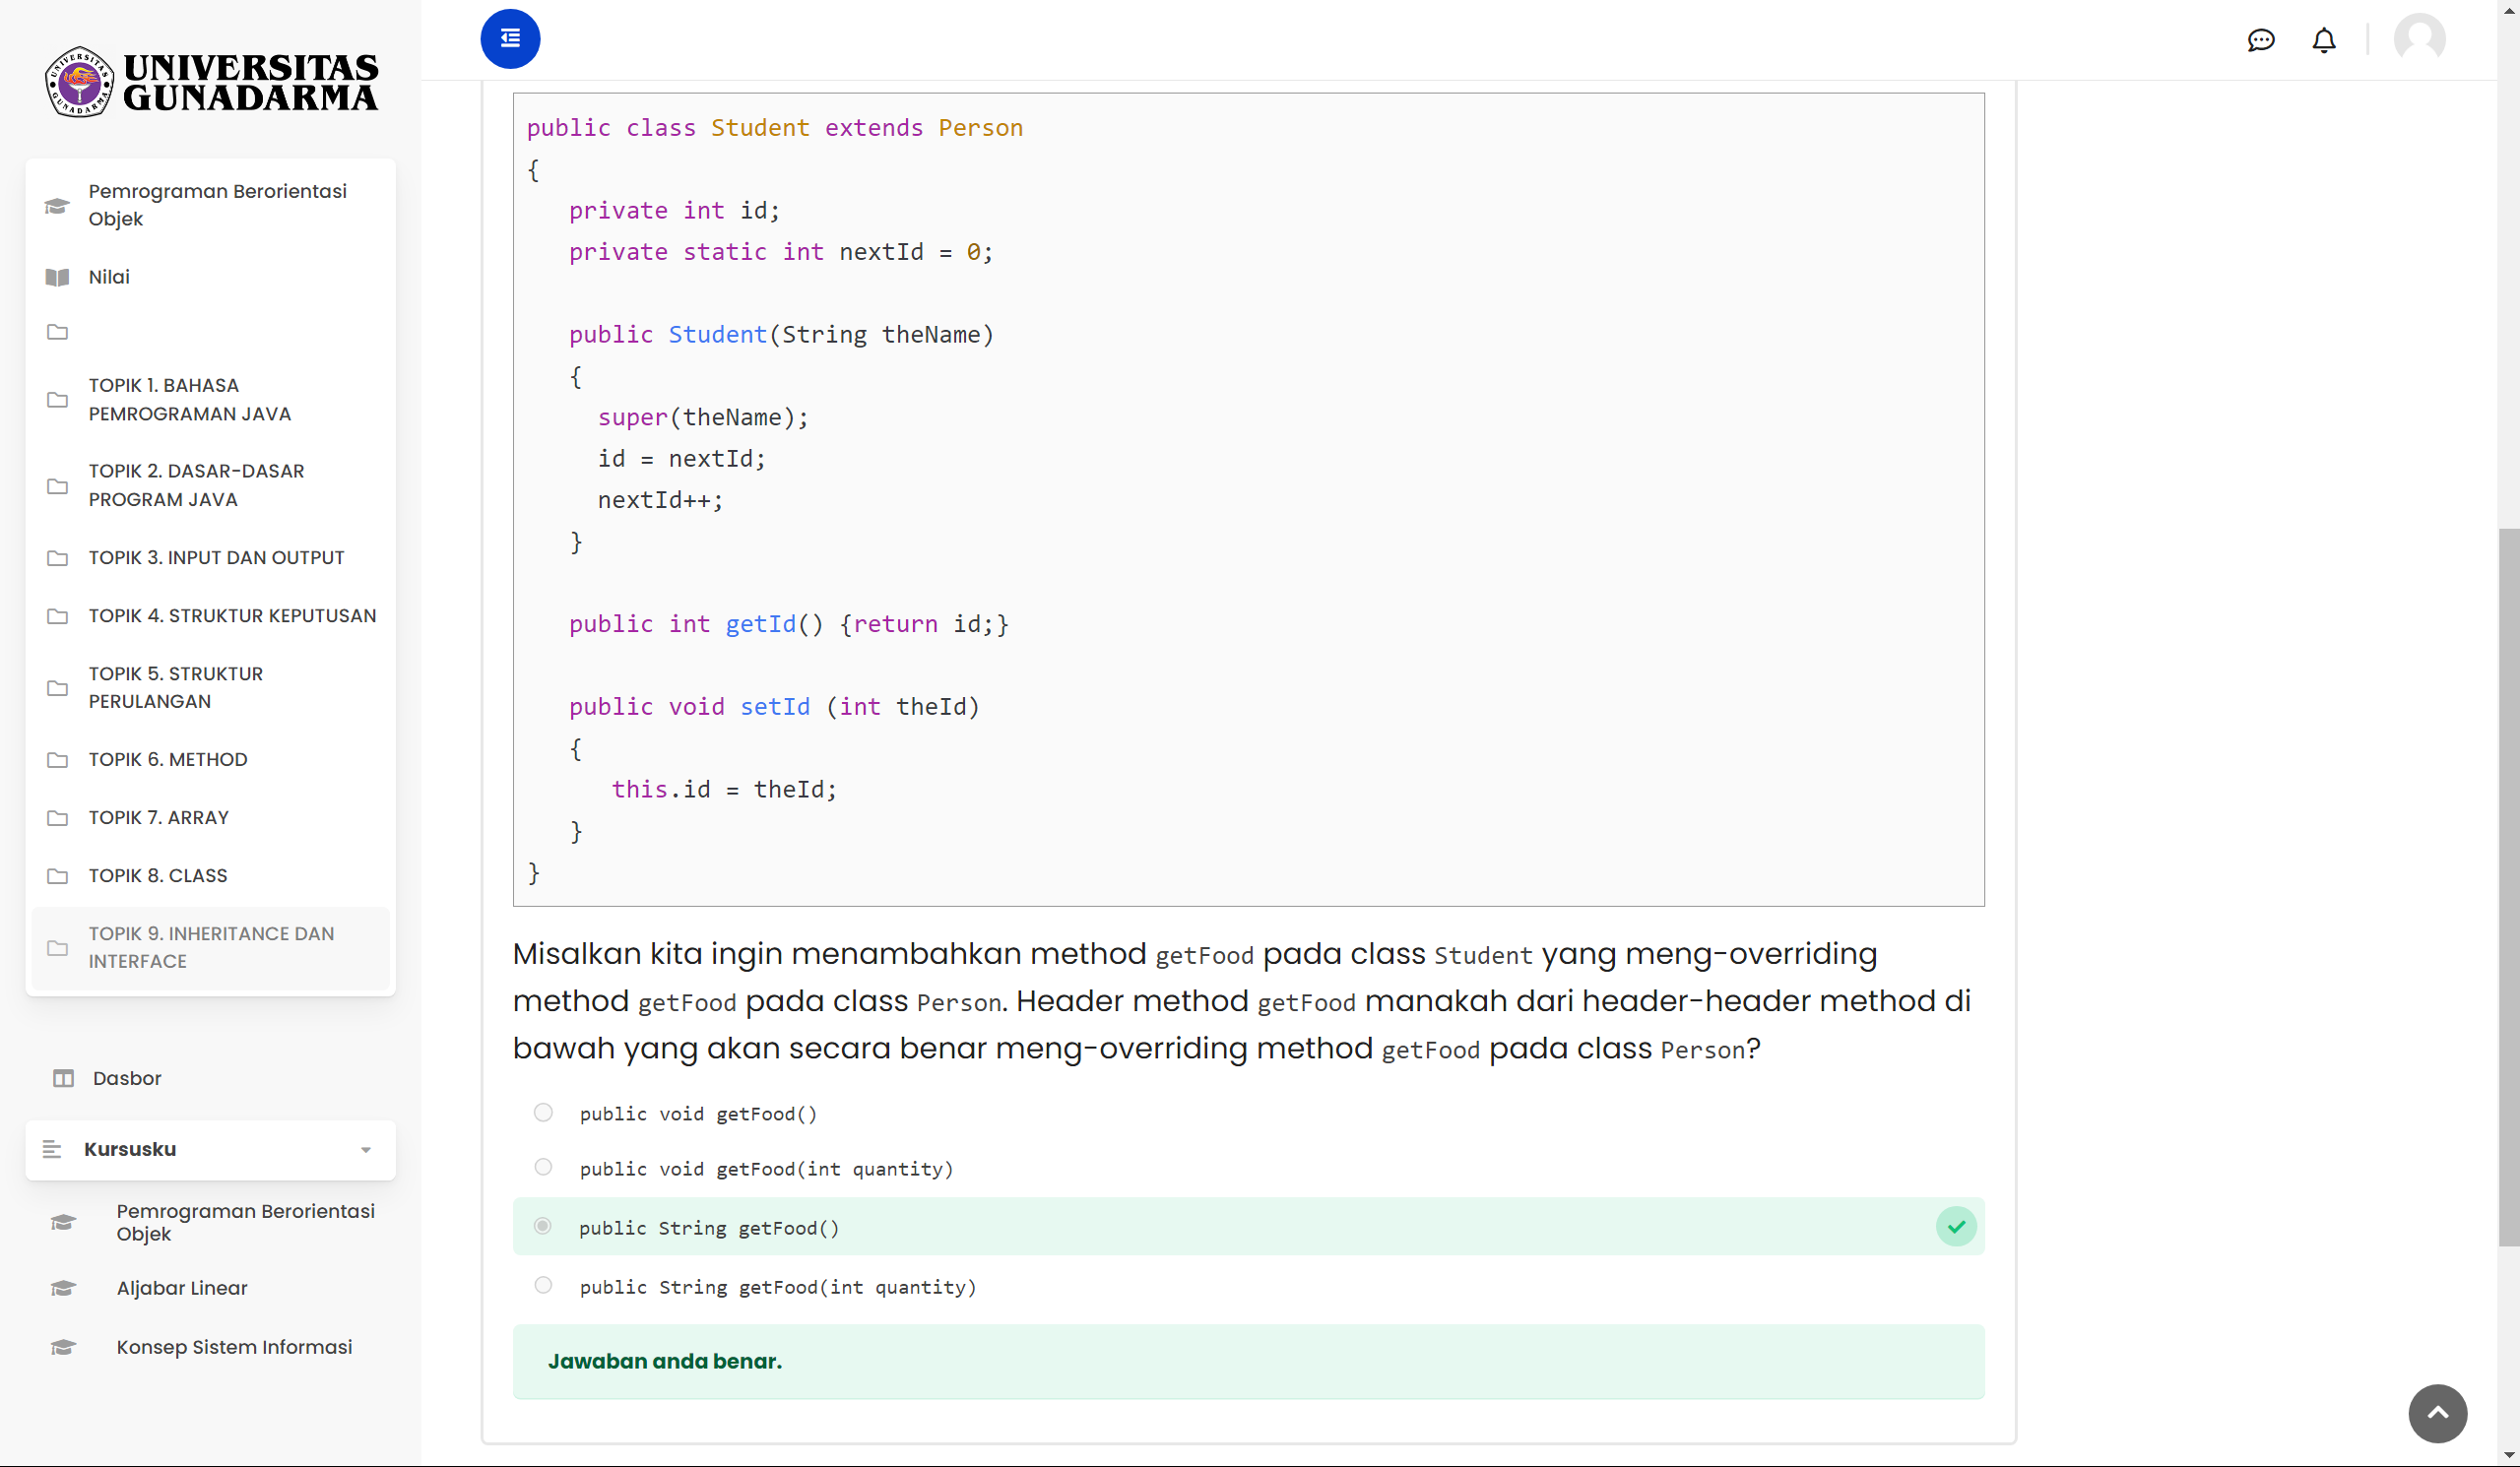 UNIVERSITAS
GUNADARMA
Pemrograman Berorientasi
Objek
Nilai
TOPIK 1. BAHASA
PEMROGRAMAN JAVA
TOPIK 2. DASAR-DASAR
PROGRAM JAVA
TOPIK 3. INPUT DAN OUTPUT
TOPIK 4. STRUKTUR KEPUTUSAN
TOPIK 5. STRUKTUR
PERULANGAN
TOPIK 6. METHOD
TOPIK 7. ARRAY
TOPIK 8. CLASS
TOPIK 9. INHERITANCE DAN
INTERFACE
Dasbor
Kursusku
Pemrograman Berorientasi
Objek
Aljabar Linear
Konsep Sistem Informasi
public class Student extends Person
{
private int id;
private static int nextId = 0;
public Student(String theName)
{
super(theName);
id = nextId;
nextId++;
}
public int getId() {return id;}
public void setId (int theId)
{
this.id = theId;
}
}
Misalkan kita ingin menambahkan method getFood pada class Student yang meng-overriding
method getFood pada class Person. Header method getFood manakah dari header-header method di
bawah yang akan secara benar meng-overriding method getFood pada class Person?
public void getFood()
public void getFood(int quantity)
public String getFood()
public String getFood(int quantity)
Jawaban anda benar.